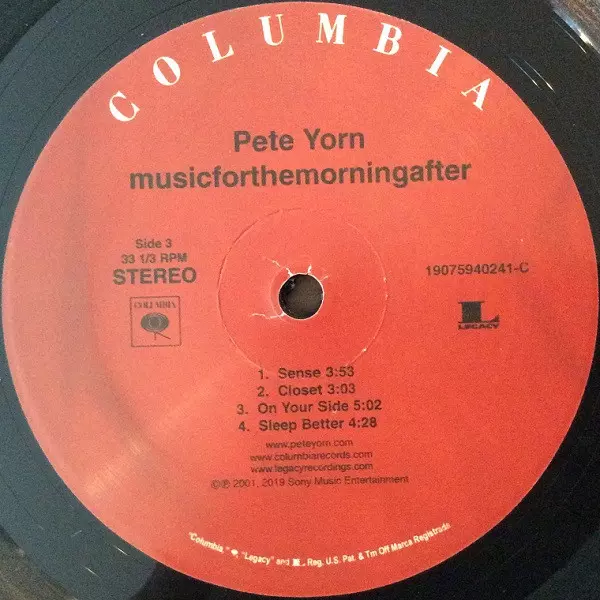 COLUMBIA
Pete Yorn
musicforthemorningafter
Side 3
33 1/3 RPM
STEREO
19075940241-C
COLUMBIA
L
LEGACY
1. Sense 3:53
2. Closet 3:03
3. On Your Side 5:02
4. Sleep Better 4:28
www.peteyorn.com
www.columbiarecords.com
www.legacyrecordings.com
©℗ 2001, 2019 Sony Music Entertainment
"Columbia," "Legacy" and L Reg. U.S. Pat. & Tm Off Marca Registrada